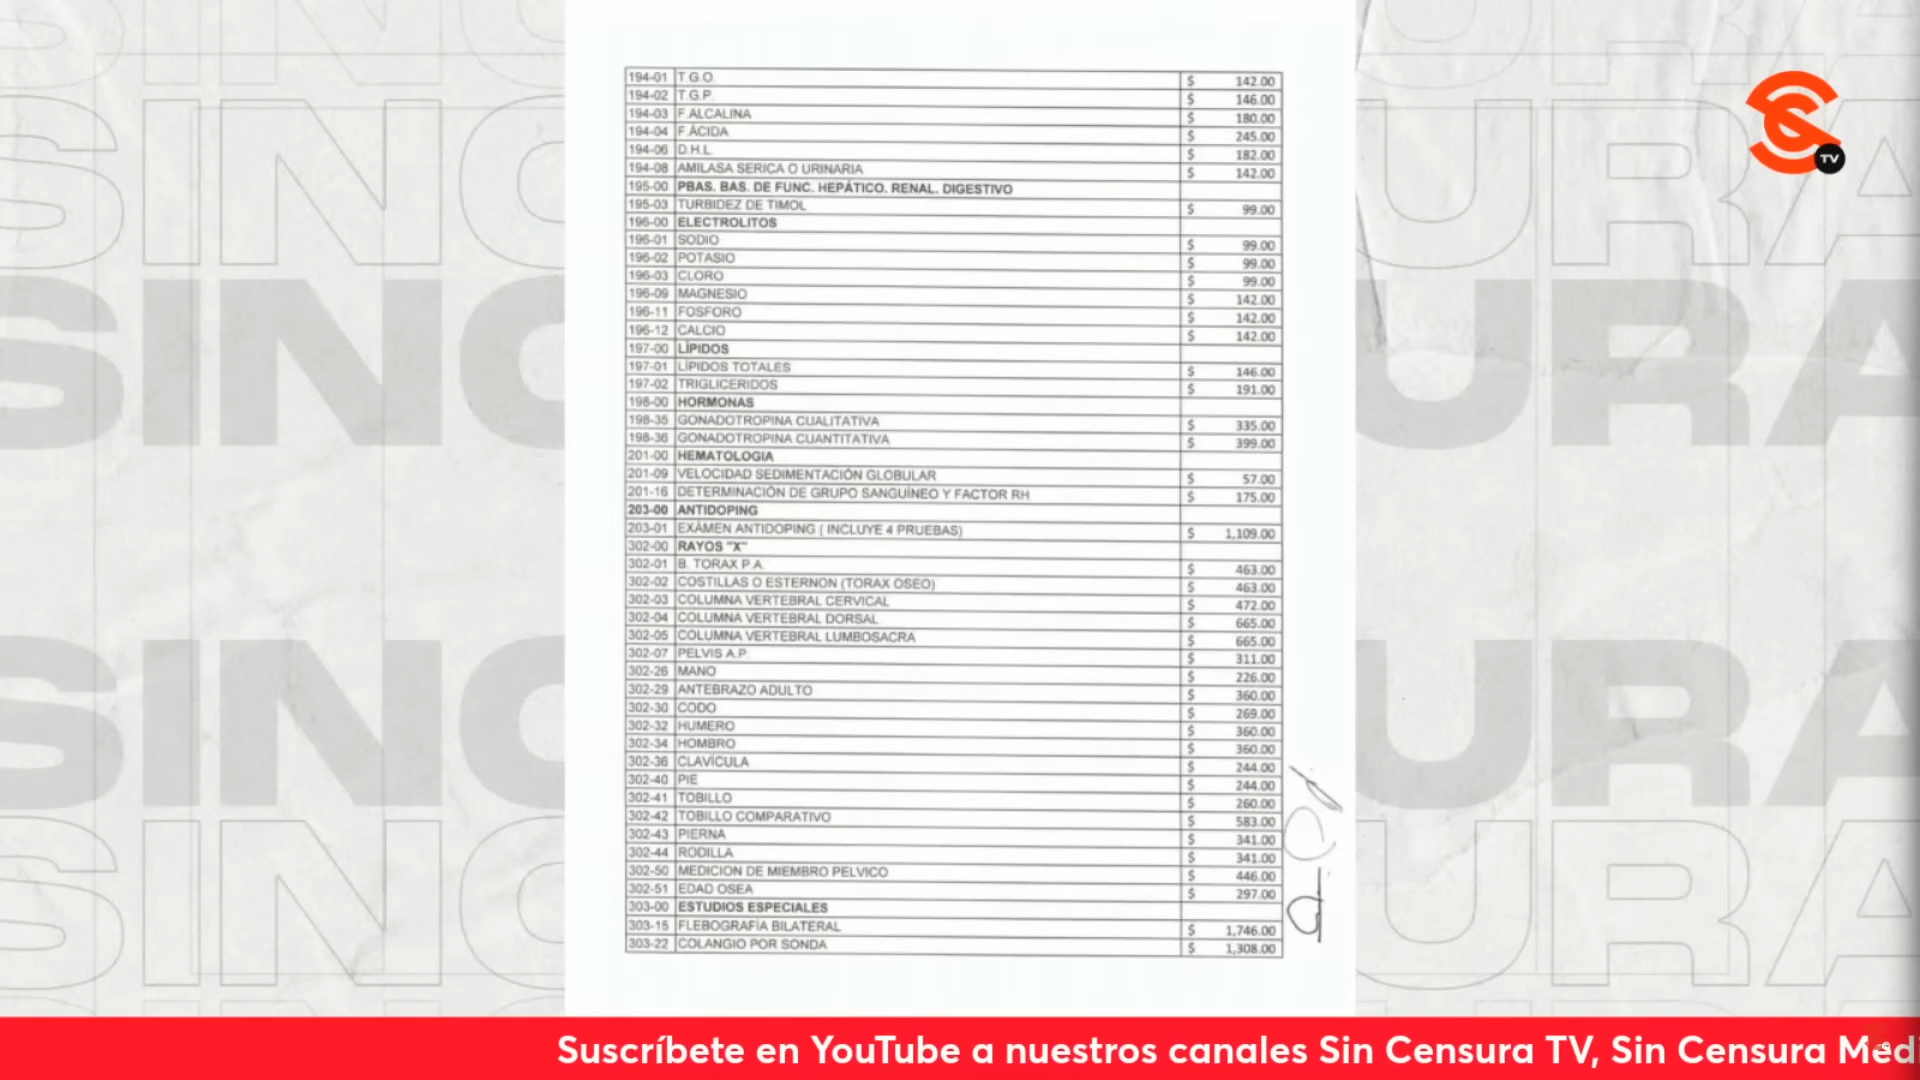 194-01 T.G.O. $ 142.00
194-02 T.G.P. $ 146.00
194-03 F.ALCALINA $ 180.00
194-04 F.ÁCIDA $ 245.00
194-06 D.H.L. $ 182.00
194-08 AMILASA SERICA O URINARIA $ 142.00
195-00 PBAS. BAS. DE FUNC. HEPÁTICO. RENAL. DIGESTIVO
195-03 TURBIDEZ DE TIMOL $ 99.00
196-00 ELECTROLITOS
196-01 SODIO $ 99.00
196-02 POTASIO $ 99.00
196-03 CLORO $ 99.00
196-09 MAGNESIO $ 142.00
196-11 FOSFORO $ 142.00
196-12 CALCIO $ 142.00
197-00 LÍPIDOS
197-01 LÍPIDOS TOTALES $ 146.00
197-02 TRIGLICERIDOS $ 191.00
198-00 HORMONAS
198-35 GONADOTROPINA CUALITATIVA $ 335.00
198-36 GONADOTROPINA CUANTITATIVA $ 399.00
201-00 HEMATOLOGIA
201-09 VELOCIDAD SEDIMENTACIÓN GLOBULAR $ 57.00
201-16 DETERMINACIÓN DE GRUPO SANGUÍNEO Y FACTOR RH $ 175.00
203-00 ANTIDOPING
203-01 EXÁMEN ANTIDOPING ( INCLUYE 4 PRUEBAS) $ 1,109.00
302-00 RAYOS "X"
302-01 B. TORAX P.A. $ 463.00
302-02 COSTILLAS O ESTERNON (TORAX OSEO) $ 463.00
302-03 COLUMNA VERTEBRAL CERVICAL $ 472.00
302-04 COLUMNA VERTEBRAL DORSAL $ 665.00
302-05 COLUMNA VERTEBRAL LUMBOSACRA $ 665.00
302-07 PELVIS A.P. $ 311.00
302-26 MANO $ 226.00
302-29 ANTEBRAZO ADULTO $ 360.00
302-30 CODO $ 269.00
302-32 HUMERO $ 360.00
302-34 HOMBRO $ 360.00
302-36 CLAVÍCULA $ 244.00
302-40 PIE $ 244.00
302-41 TOBILLO $ 260.00
302-42 TOBILLO COMPARATIVO $ 583.00
302-43 PIERNA $ 341.00
302-44 RODILLA $ 341.00
302-50 MEDICION DE MIEMBRO PELVICO $ 446.00
302-51 EDAD OSEA $ 297.00
303-00 ESTUDIOS ESPECIALES
303-15 FLEBOGRAFÍA BILATERAL $ 1,746.00
303-22 COLANGIO POR SONDA $ 1,308.00
TV
SINC URA
SINC URA
SINC URA
SINC URA
Suscríbete en YouTube a nuestros canales Sin Censura TV, Sin Censura Medi